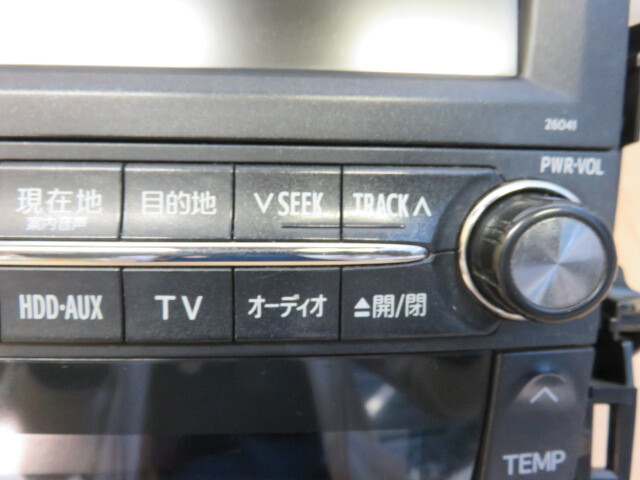 26041
PWR·VOL
現在地
案内音声
目的地
∨ SEEK
TRACK ∧
HDD·AUX
TV
オーディオ
⏏開/閉
TEMP